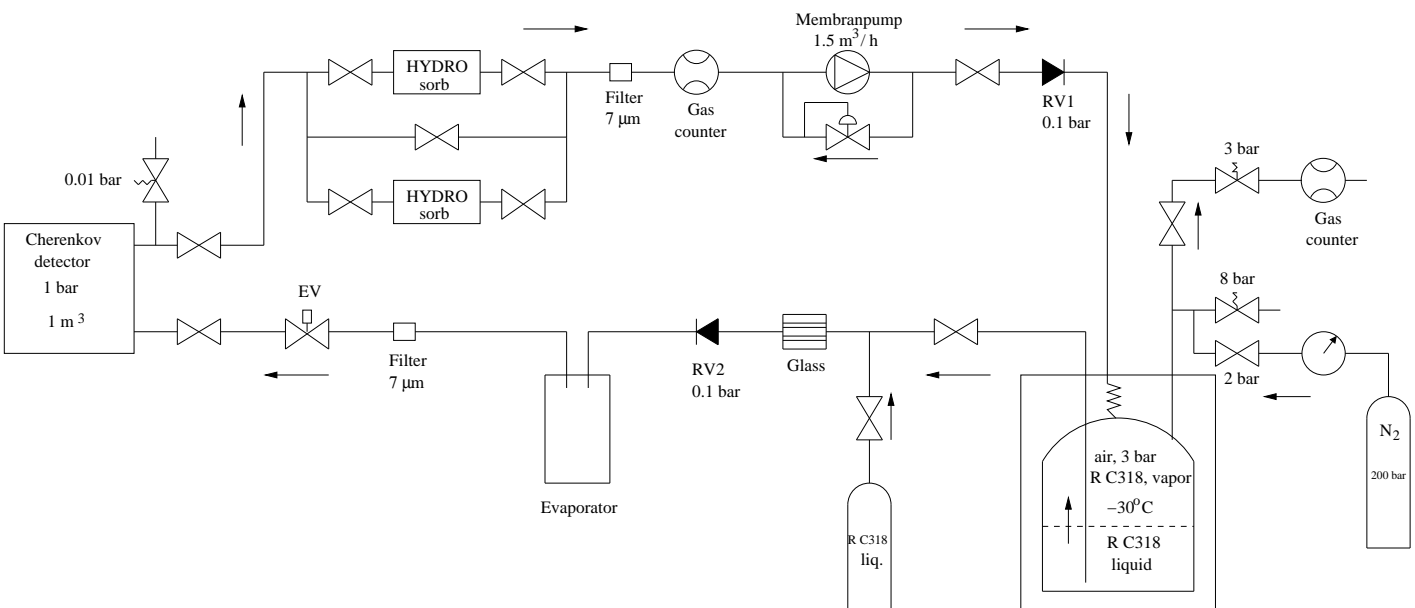 Membranpump
1.5 m³/ h
HYDRO
sorb
Filter
7 µm
Gas
counter
RV1
0.1 bar
0.01 bar
HYDRO
sorb
3 bar
Gas
counter
Cherenkov
detector
1 bar
1 m ³
EV
Filter
7 µm
RV2
0.1 bar
Glass
8 bar
2 bar
Evaporator
R C318
liq.
air, 3 bar
R C318, vapor
−30°C
R C318
liquid
N₂
200 bar